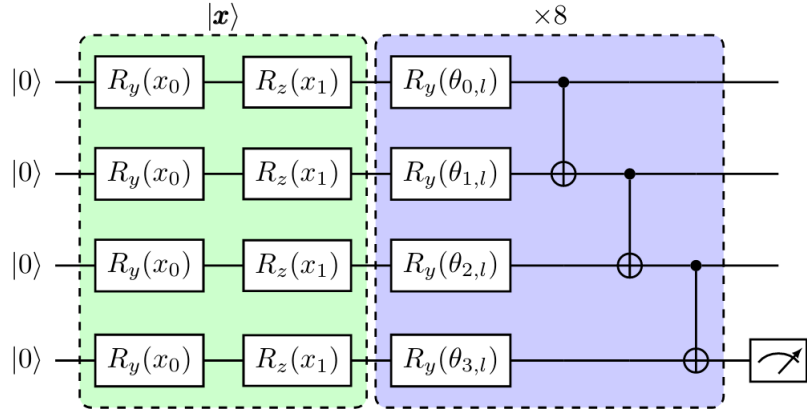 |𝒙⟩ ×8
|0⟩ R_y(x_0) R_z(x_1) R_y(θ_{0,l})
|0⟩ R_y(x_0) R_z(x_1) R_y(θ_{1,l})
|0⟩ R_y(x_0) R_z(x_1) R_y(θ_{2,l})
|0⟩ R_y(x_0) R_z(x_1) R_y(θ_{3,l})